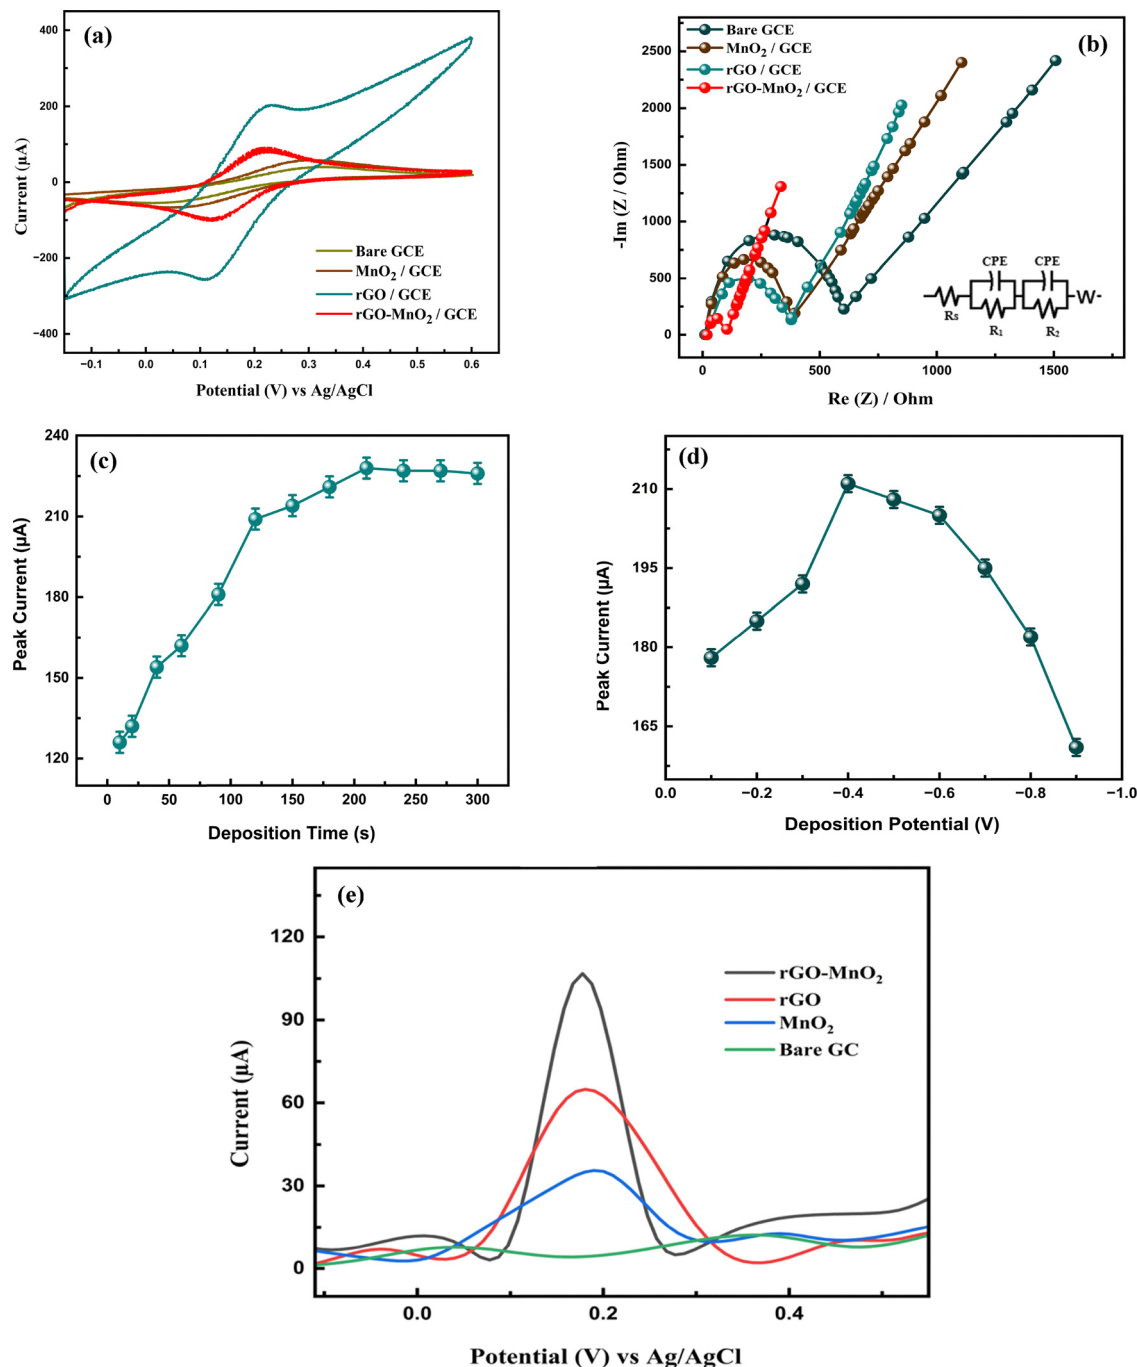 (a)
400
200
0
−200
−400
Current (µA)
Bare GCE
MnO₂ / GCE
rGO / GCE
rGO-MnO₂ / GCE
−0.1 0.0 0.1 0.2 0.3 0.4 0.5 0.6
Potential (V) vs Ag/AgCl
(b)
Bare GCE
MnO₂ / GCE
rGO / GCE
rGO-MnO₂ / GCE
2500
2000
1500
1000
500
0
-Im (Z / Ohm)
CPE CPE
Rs R₁ R₂ W
0 500 1000 1500
Re (Z) / Ohm
(c)
240
210
180
150
120
Peak Current (µA)
0 50 100 150 200 250 300
Deposition Time (s)
(d)
210
195
180
165
Peak Current (µA)
0.0 −0.2 −0.4 −0.6 −0.8 −1.0
Deposition Potential (V)
(e)
120
90
60
30
0
Current (µA)
rGO-MnO₂
rGO
MnO₂
Bare GC
0.0 0.2 0.4
Potential (V) vs Ag/AgCl